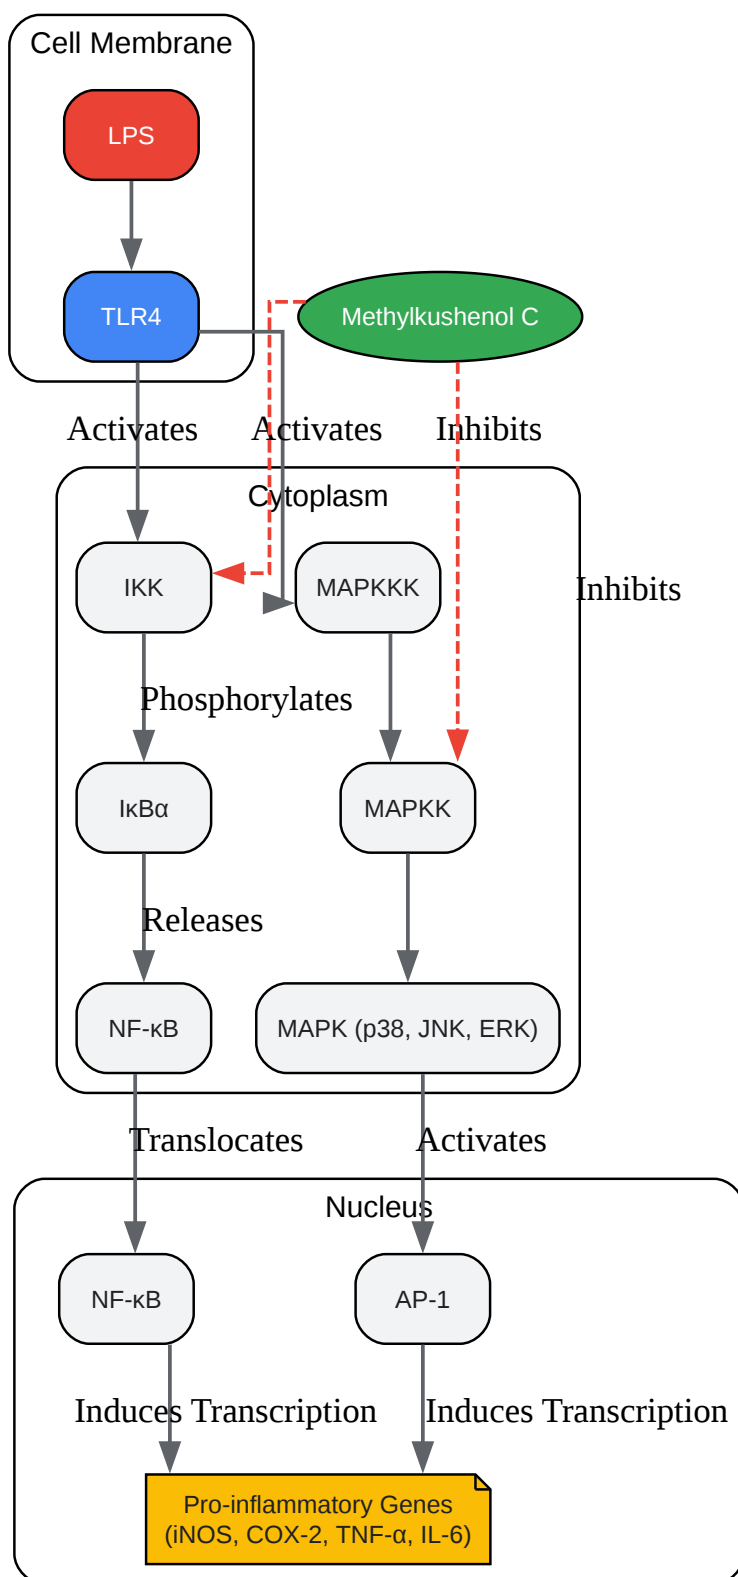 Cell Membrane
LPS
TLR4
Methylkushenol C
Activates
Activates
Inhibits
Cytoplasm
IKK
MAPKKK
Inhibits
Phosphorylates
IκBα
MAPKK
Releases
NF-κB
MAPK (p38, JNK, ERK)
Translocates
Activates
Nucleus
NF-κB
AP-1
Induces Transcription
Induces Transcription
Pro-inflammatory Genes
(iNOS, COX-2, TNF-α, IL-6)